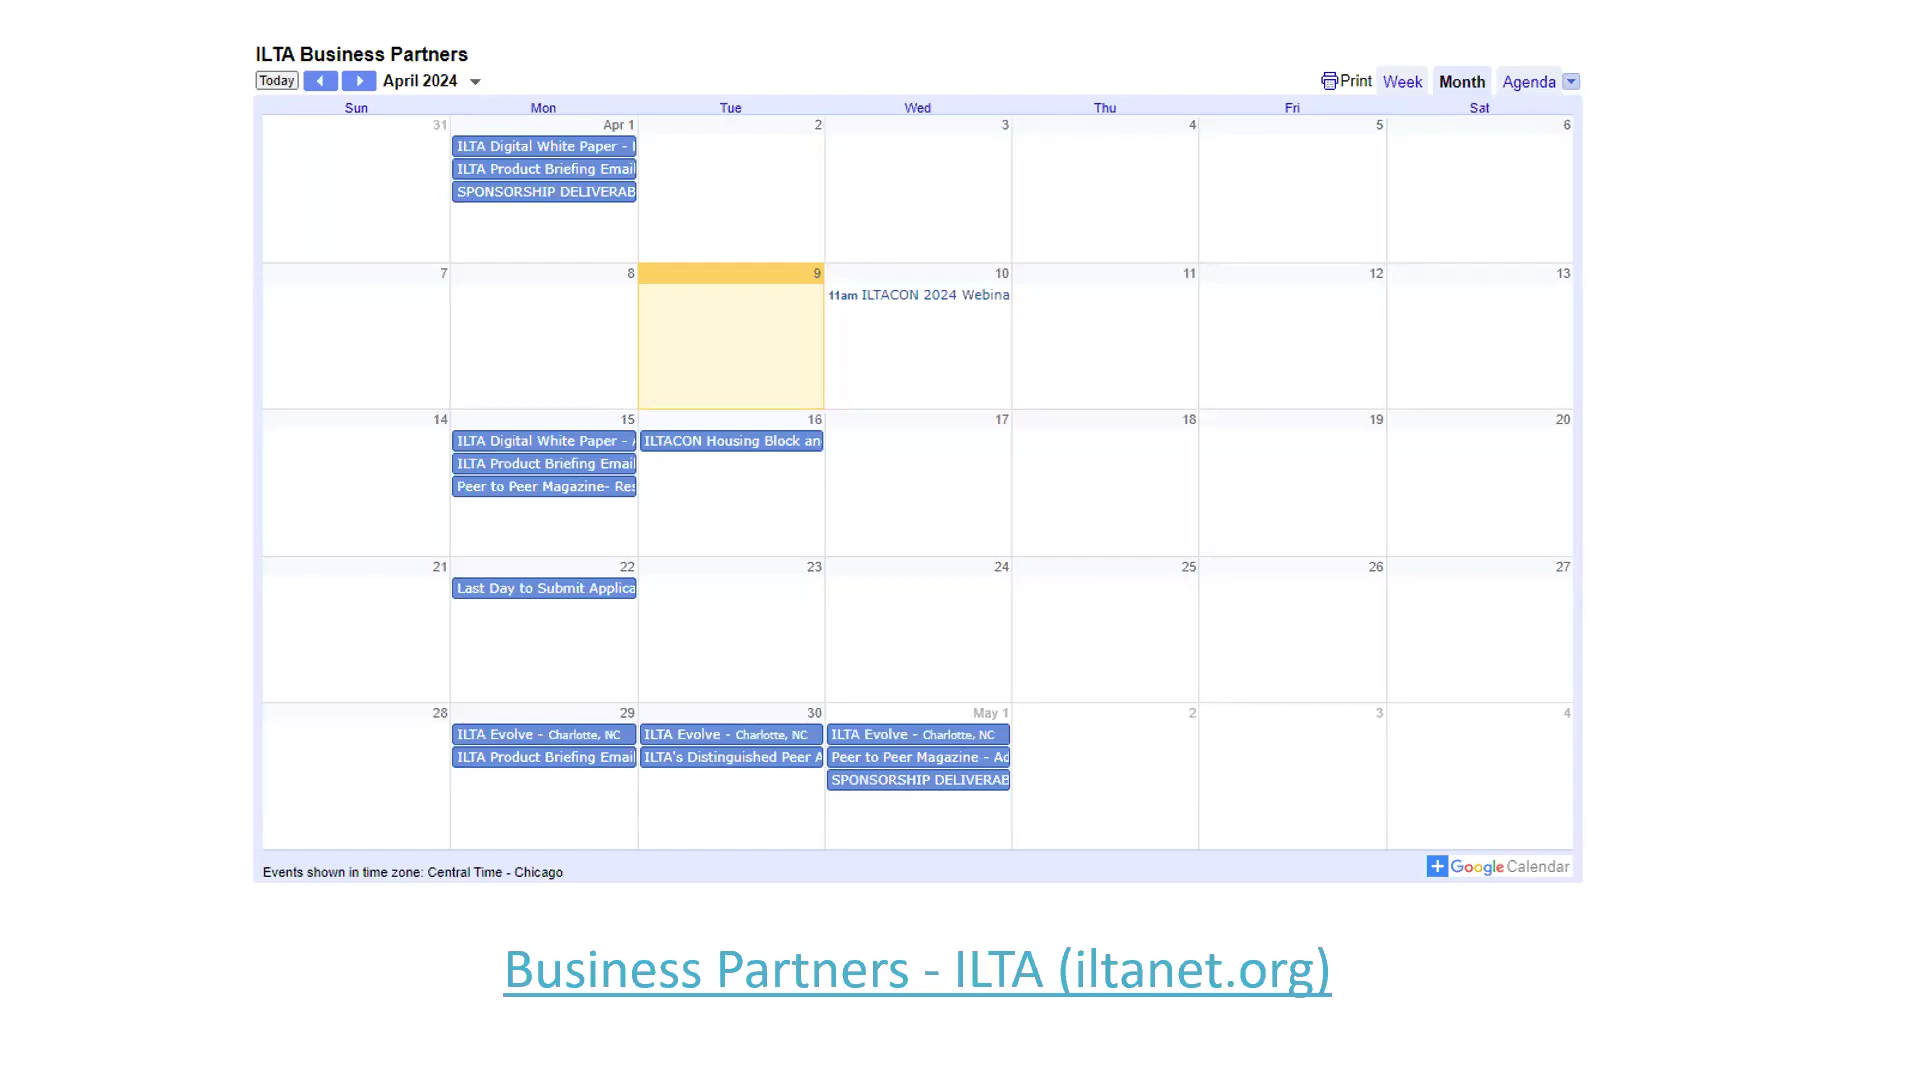 ILTA Business Partners
Today April 2024 Print Week Month Agenda
Sun Mon Tue Wed Thu Fri Sat
31 Apr 1 2 3 4 5 6
ILTA Digital White Paper -
ILTA Product Briefing Email
SPONSORSHIP DELIVERAB
7 8 9 10 11 12 13
11am ILTACON 2024 Webina
14 15 16 17 18 19 20
ILTA Digital White Paper - ILTACON Housing Block an
ILTA Product Briefing Email
Peer to Peer Magazine- Res
21 22 23 24 25 26 27
Last Day to Submit Applica
28 29 30 May 1 2 3 4
ILTA Evolve - Charlotte, NC ILTA Evolve - Charlotte, NC ILTA Evolve - Charlotte, NC
ILTA Product Briefing Email ILTA's Distinguished Peer A Peer to Peer Magazine - Ad
SPONSORSHIP DELIVERAB
Events shown in time zone: Central Time - Chicago
Google Calendar
Business Partners - ILTA (iltanet.org)